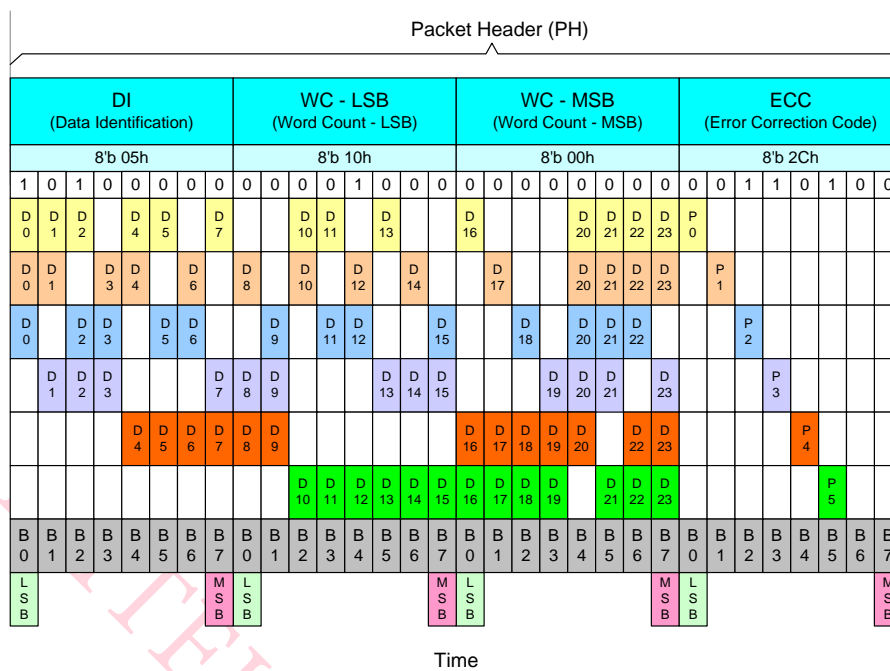 Packet Header (PH)
DI WC - LSB WC - MSB ECC
(Data Identification) (Word Count - LSB) (Word Count - MSB) (Error Correction Code)
8'b 05h 8'b 10h 8'b 00h 8'b 2Ch
1 0 1 0 0 0 0 0 0 0 0 0 1 0 0 0 0 0 0 0 0 0 0 0 0 0 1 1 0 1 0 0
D0 D1 D2 D4 D5 D7 D10 D11 D13 D16 D20 D21 D22 D23 P0
D0 D1 D3 D4 D6 D8 D10 D12 D14 D17 D20 D21 D22 D23 P1
D0 D2 D3 D5 D6 D9 D11 D12 D15 D18 D20 D21 D22 P2
D1 D2 D3 D7 D8 D9 D13 D14 D15 D19 D20 D21 D23 P3
D4 D5 D6 D7 D8 D9 D16 D17 D18 D19 D20 D22 D23 P4
D10 D11 D12 D13 D14 D15 D16 D17 D18 D19 D21 D22 D23 P5
B0 B1 B2 B3 B4 B5 B6 B7 B0 B1 B2 B3 B4 B5 B6 B7 B0 B1 B2 B3 B4 B5 B6 B7 B0 B1 B2 B3 B4 B5 B6 B7
LSB MSB LSB MSB LSB MSB LSB MSB
Time